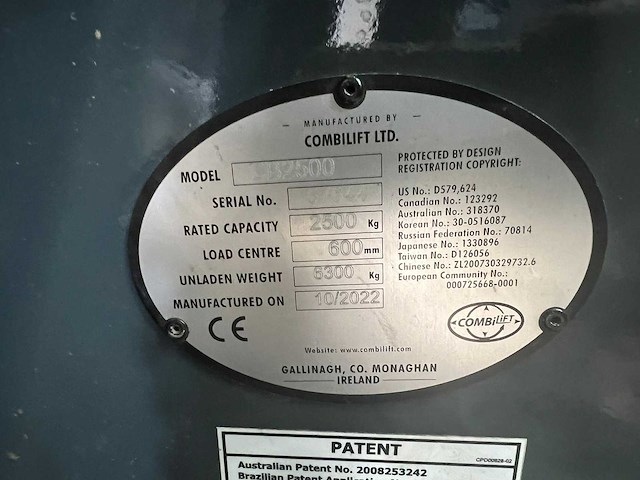 MANUFACTURED BY
COMBILIFT LTD.
MODEL
SERIAL No.
RATED CAPACITY 2500 Kg
LOAD CENTRE 600 mm
UNLADEN WEIGHT 6300 Kg
MANUFACTURED ON 10/2022
CE
PROTECTED BY DESIGN
REGISTRATION COPYRIGHT:
US No.: D579,624
Canadian No.: 123292
Australian No.: 318370
Korean No.: 30-0516087
Russian Federation No.: 70814
Japanese No.: 1330896
Taiwan No.: D126056
Chinese No.: ZL200730329732.6
European Community No.:
000725668-0001
COMBiLiFT
Website: www.combilift.com
GALLINAGH, CO. MONAGHAN
IRELAND
PATENT
CPD00828-02
Australian Patent No. 2008253242
Brazilian Patent